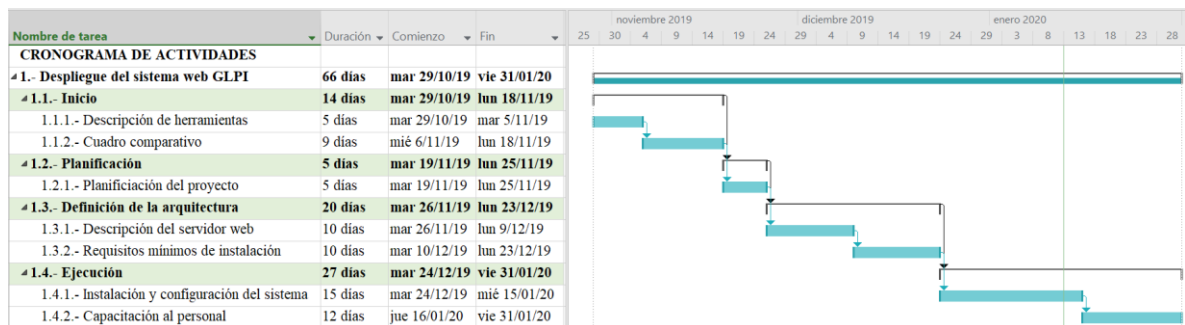 noviembre 2019 diciembre 2019 enero 2020
Nombre de tarea Duración Comienzo Fin 25 30 4 9 14 19 24 29 4 9 14 19 24 29 3 8 13 18 23 28
CRONOGRAMA DE ACTIVIDADES
1.- Despliegue del sistema web GLPI 66 días mar 29/10/19 vie 31/01/20
1.1.- Inicio 14 días mar 29/10/19 lun 18/11/19
1.1.1.- Descripción de herramientas 5 días mar 29/10/19 mar 5/11/19
1.1.2.- Cuadro comparativo 9 días mié 6/11/19 lun 18/11/19
1.2.- Planificación 5 días mar 19/11/19 lun 25/11/19
1.2.1.- Planificiación del proyecto 5 días mar 19/11/19 lun 25/11/19
1.3.- Definición de la arquitectura 20 días mar 26/11/19 lun 23/12/19
1.3.1.- Descripción del servidor web 10 días mar 26/11/19 lun 9/12/19
1.3.2.- Requisitos mínimos de instalación 10 días mar 10/12/19 lun 23/12/19
1.4.- Ejecución 27 días mar 24/12/19 vie 31/01/20
1.4.1.- Instalación y configuración del sistema 15 días mar 24/12/19 mié 15/01/20
1.4.2.- Capacitación al personal 12 días jue 16/01/20 vie 31/01/20